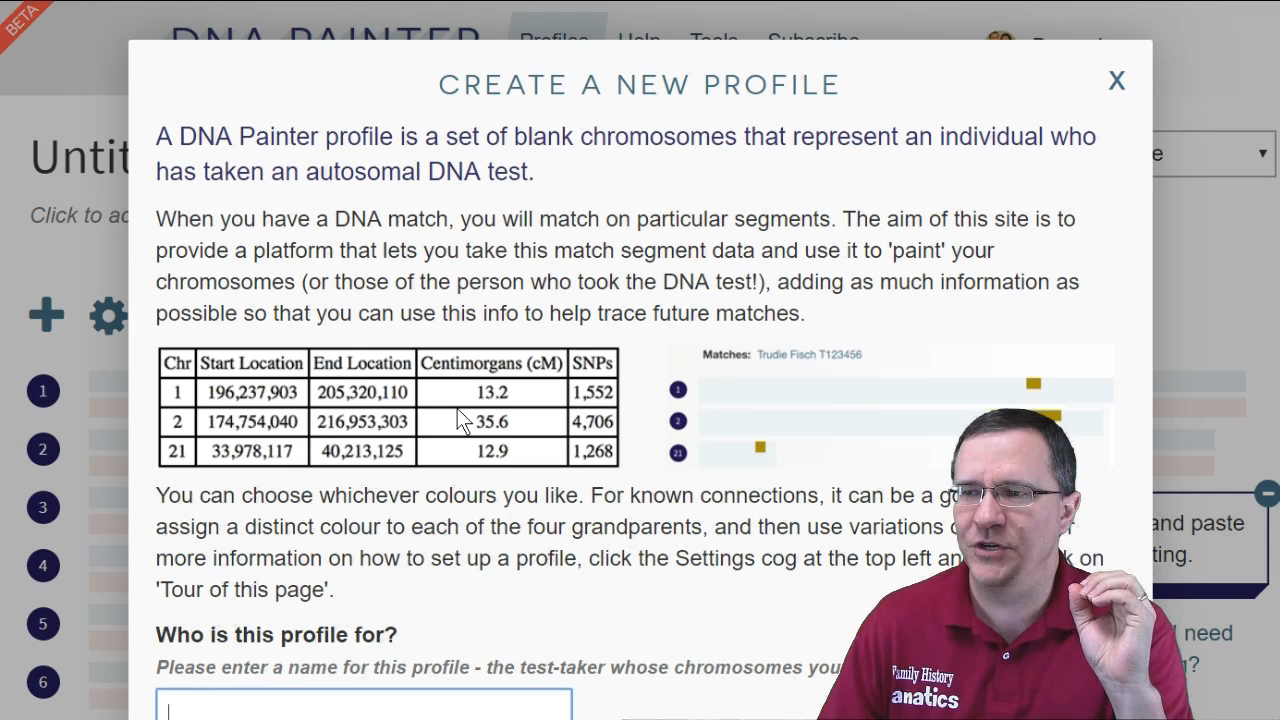 BETA
DNA PAINTER Profiles Help Tools Subscribe
CREATE A NEW PROFILE X
A DNA Painter profile is a set of blank chromosomes that represent an individual who
has taken an autosomal DNA test.
Untit
Click to ad
When you have a DNA match, you will match on particular segments. The aim of this site is to
provide a platform that lets you take this match segment data and use it to 'paint' your
chromosomes (or those of the person who took the DNA test!), adding as much information as
possible so that you can use this info to help trace future matches.
Chr Start Location End Location Centimorgans (cM) SNPs
1 196,237,903 205,320,110 13.2 1,552
2 174,754,040 216,953,303 35.6 4,706
21 33,978,117 40,213,125 12.9 1,268
Matches: Trudie Fisch T123456
1
2
21
1
2
3
4
5
6
You can choose whichever colours you like. For known connections, it can be a g
assign a distinct colour to each of the four grandparents, and then use variations
more information on how to set up a profile, click the Settings cog at the top left an k on
'Tour of this page'.
and paste
ting.
need
?
Who is this profile for?
Please enter a name for this profile - the test-taker whose chromosomes you
Family History
anatics